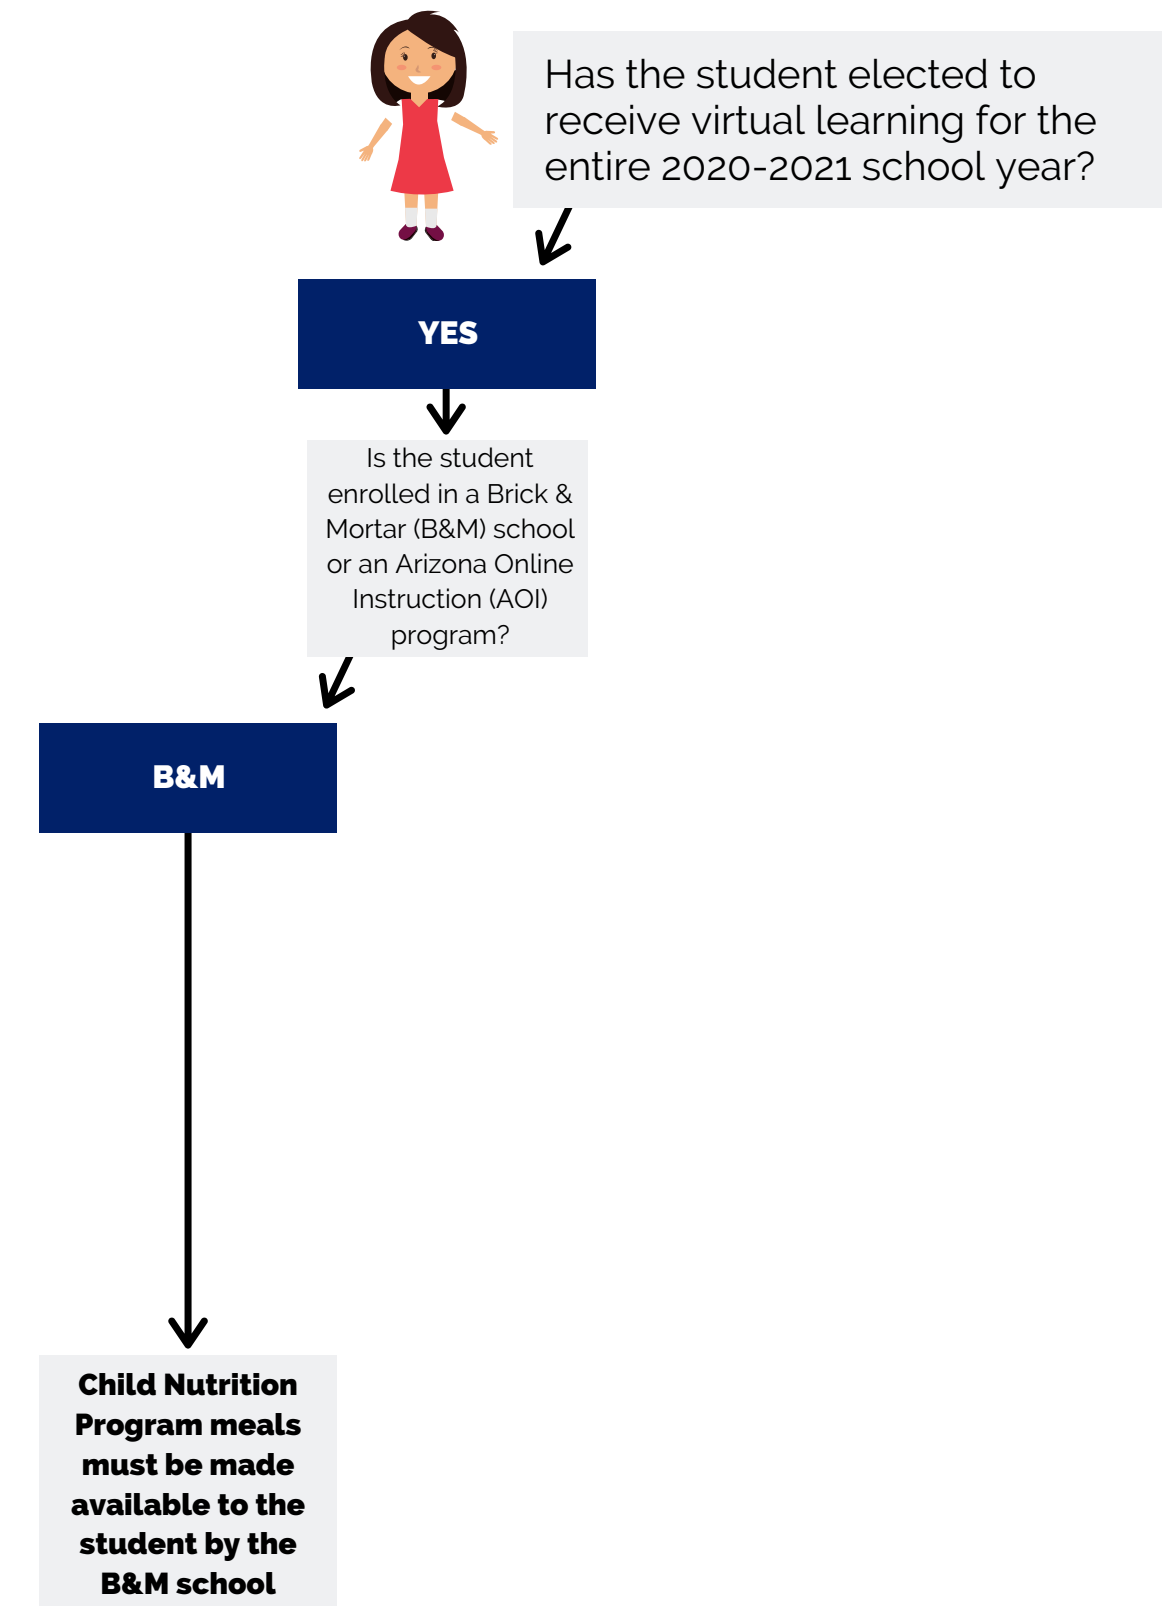 Has the student elected to
receive virtual learning for the
entire 2020-2021 school year?
YES
Is the student
enrolled in a Brick &
Mortar (B&M) school
or an Arizona Online
Instruction (AOI)
program?
B&M
Child Nutrition
Program meals
must be made
available to the
student by the
B&M school